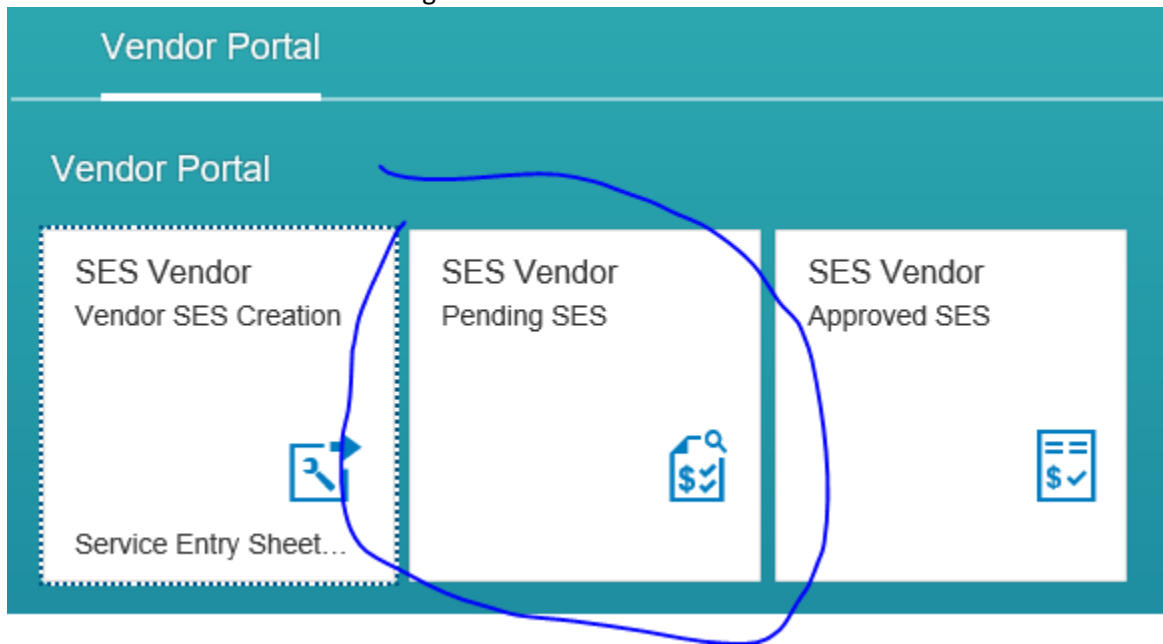 Vendor Portal
Vendor Portal
SES Vendor
Vendor SES Creation
Service Entry Sheet...
SES Vendor
Pending SES
SES Vendor
Approved SES